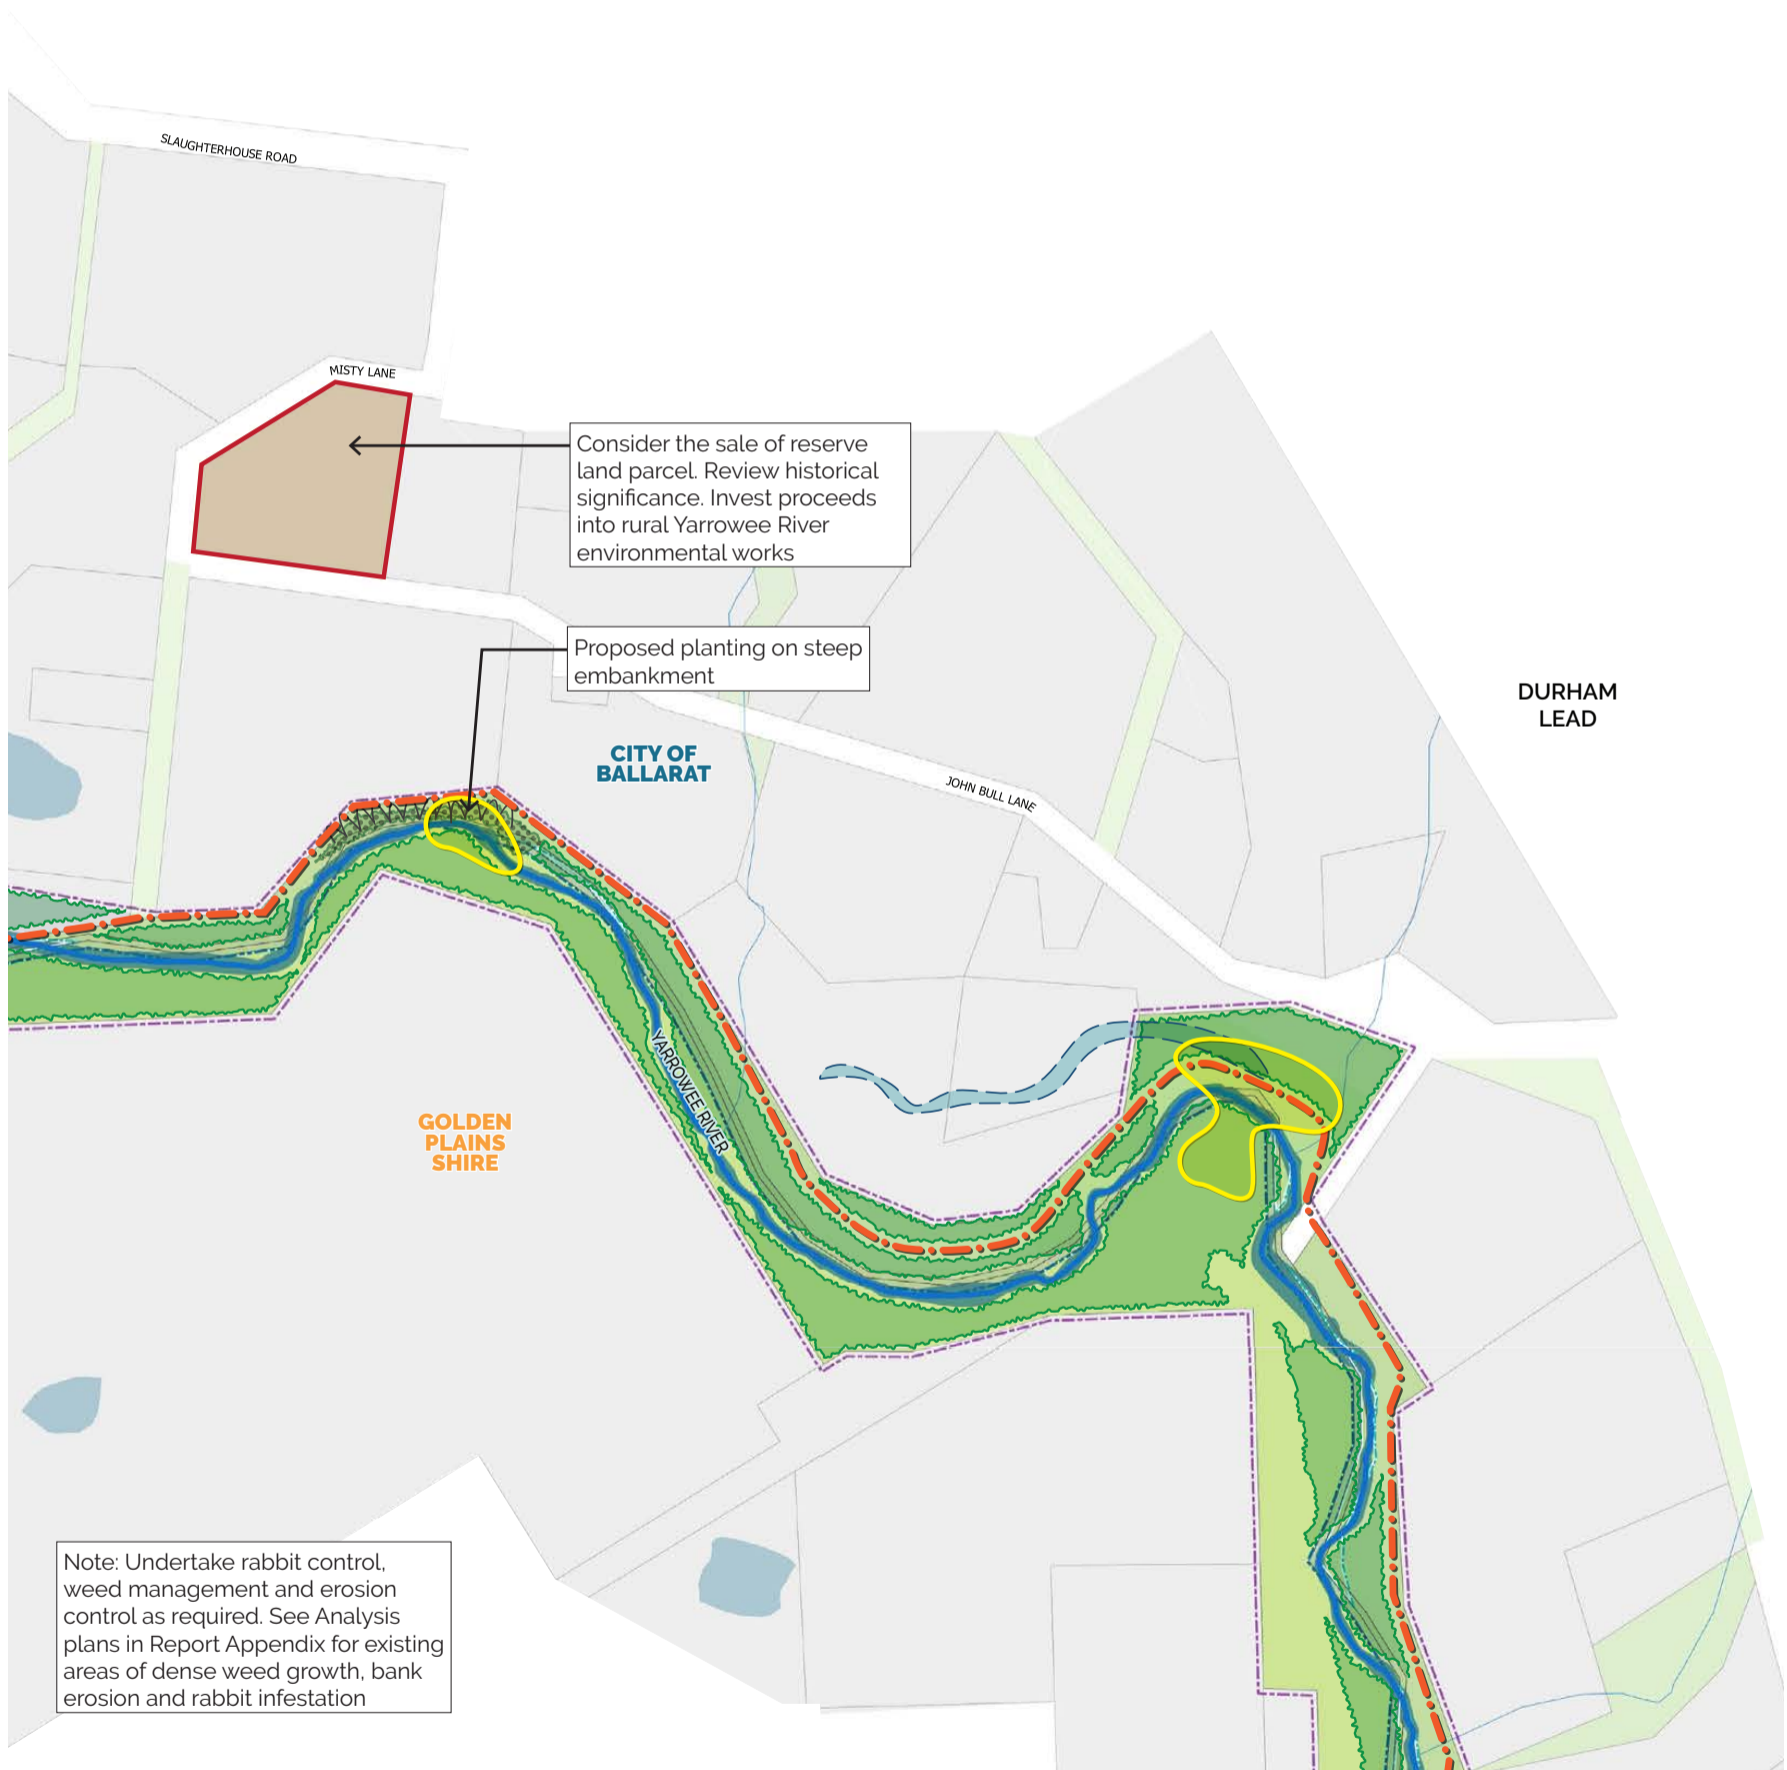 SLAUGHTERHOUSE ROAD
MISTY LANE
Consider the sale of reserve
land parcel. Review historical
significance. Invest proceeds
into rural Yarrowee River
environmental works
Proposed planting on steep
embankment
DURHAM
LEAD
CITY OF
BALLARAT
JOHN BULL LANE
YARROWEE RIVER
GOLDEN
PLAINS
SHIRE
Note: Undertake rabbit control,
weed management and erosion
control as required. See Analysis
plans in Report Appendix for existing
areas of dense weed growth, bank
erosion and rabbit infestation